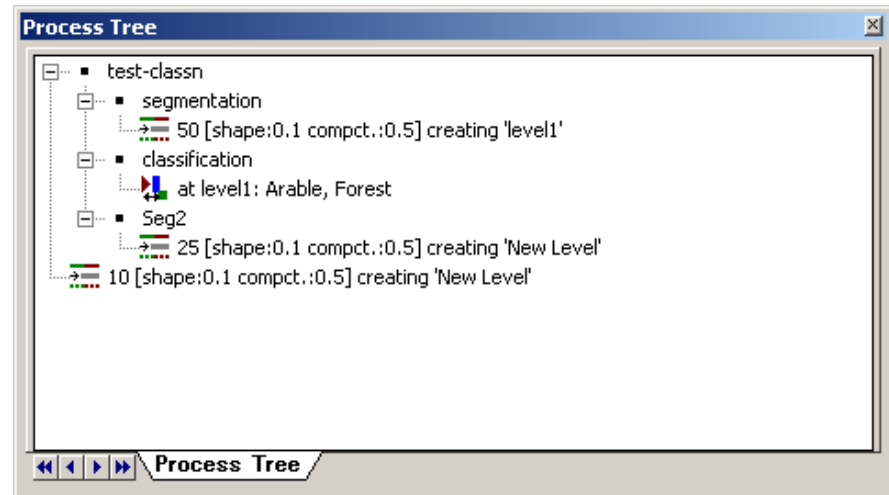 Process Tree
test-classn
segmentation
50 [shape:0.1 compct.:0.5] creating 'level1'
classification
at level1: Arable, Forest
Seg2
25 [shape:0.1 compct.:0.5] creating 'New Level'
10 [shape:0.1 compct.:0.5] creating 'New Level'
Process Tree